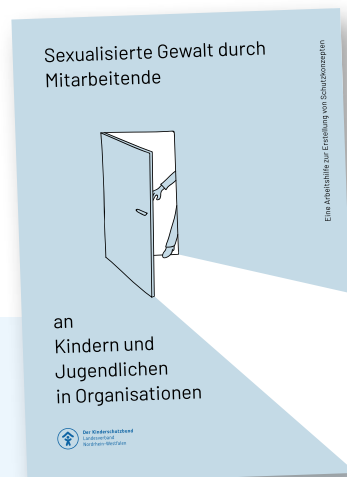 Sexualisierte Gewalt durch
Mitarbeitende
Eine Arbeitshilfe zur Erstellung von Schutzkonzepten
an
Kindern und
Jugendlichen
in Organisationen
Der Kinderschutzbund
Landesverband
Nordrhein-Westfalen